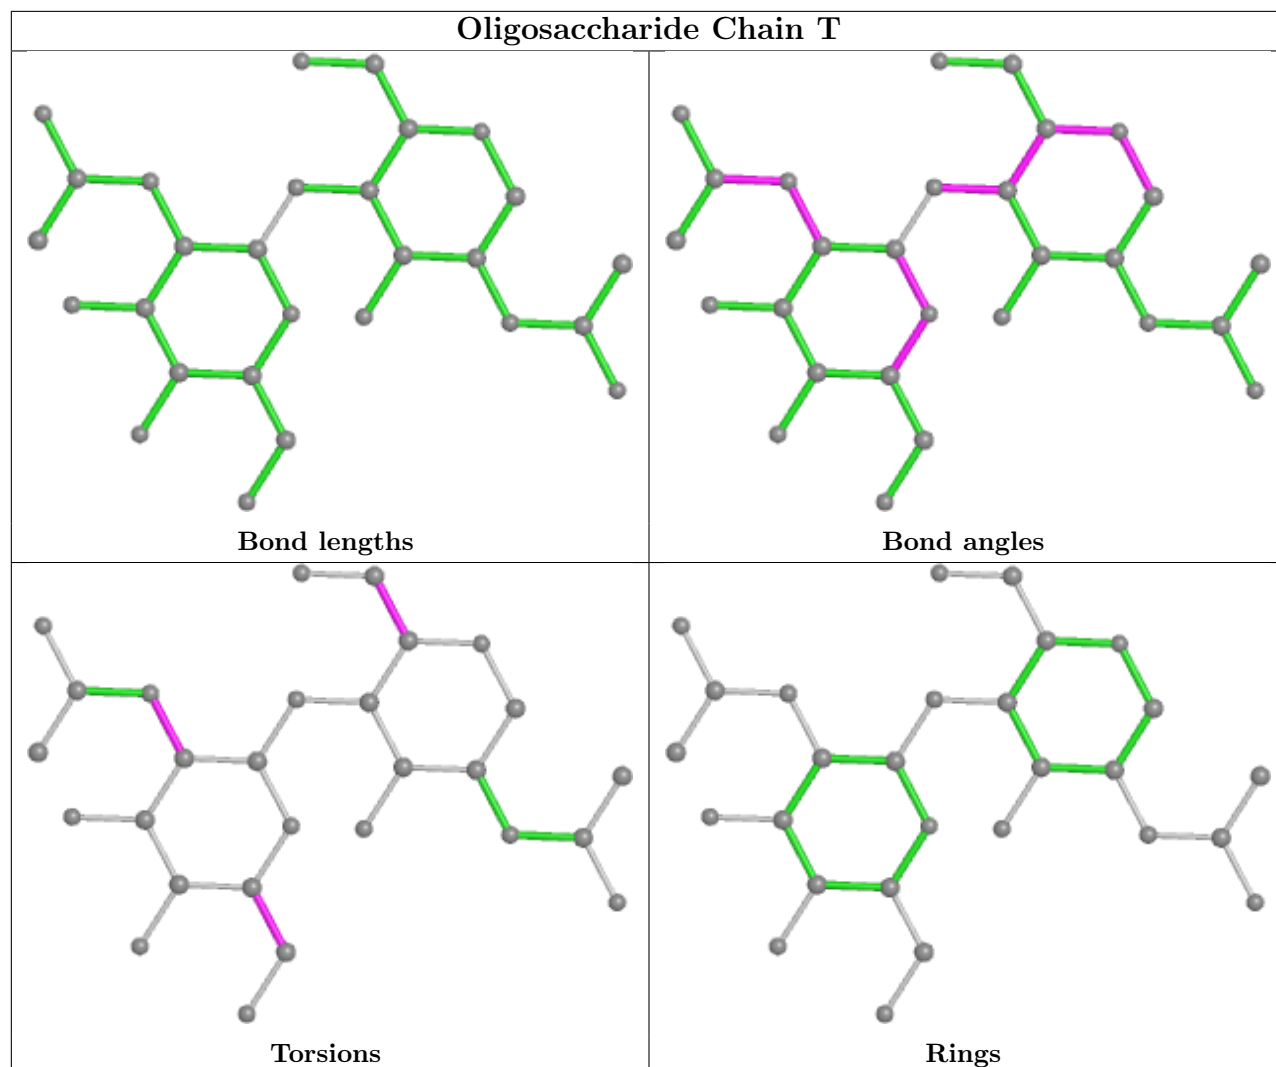 Oligosaccharide Chain T
Bond lengths
Bond angles
Torsions
Rings